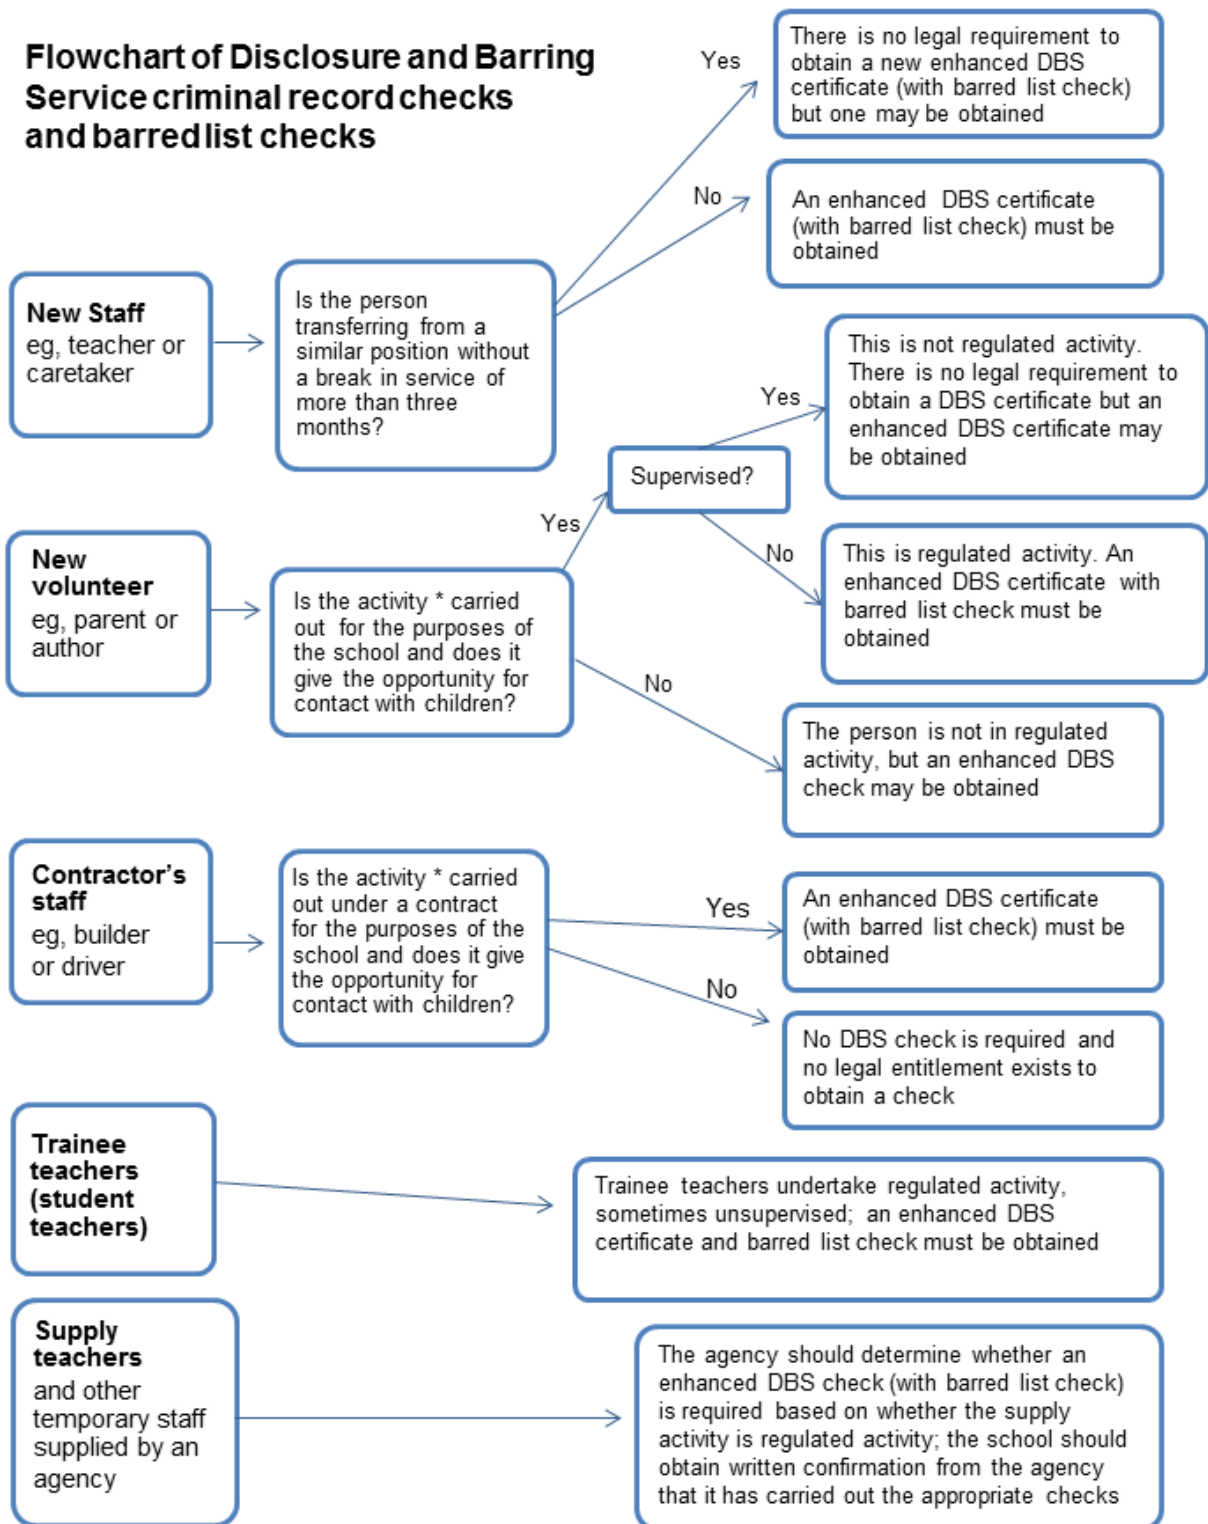 Flowchart of Disclosure and Barring
Service criminal record checks
and barred list checks
Yes
There is no legal requirement to
obtain a new enhanced DBS
certificate (with barred list check)
but one may be obtained
No
An enhanced DBS certificate
(with barred list check) must be
obtained
New Staff
eg, teacher or
caretaker
Is the person
transferring from a
similar position without
a break in service of
more than three
months?
This is not regulated activity.
There is no legal requirement to
obtain a DBS certificate but an
enhanced DBS certificate may
be obtained
Yes
Supervised?
Yes
No
This is regulated activity. An
enhanced DBS certificate with
barred list check must be
obtained
New
volunteer
eg, parent or
author
Is the activity * carried
out for the purposes of
the school and does it
give the opportunity for
contact with children?
No
The person is not in regulated
activity, but an enhanced DBS
check may be obtained
Contractor's
staff
eg, builder
or driver
Is the activity * carried
out under a contract
for the purposes of the
school and does it give
the opportunity for
contact with children?
Yes
An enhanced DBS certificate
(with barred list check) must be
obtained
No
No DBS check is required and
no legal entitlement exists to
obtain a check
Trainee
teachers
(student
teachers)
Trainee teachers undertake regulated activity,
sometimes unsupervised; an enhanced DBS
certificate and barred list check must be obtained
Supply
teachers
and other
temporary staff
supplied by an
agency
The agency should determine whether an
enhanced DBS check (with barred list check)
is required based on whether the supply
activity is regulated activity; the school should
obtain written confirmation from the agency
that it has carried out the appropriate checks